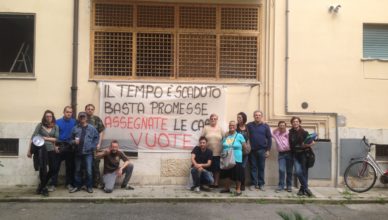 IL TEMPO É SCADUTO
BASTA PROMESSE
ASSEGNATE LE CASE
VUOTE